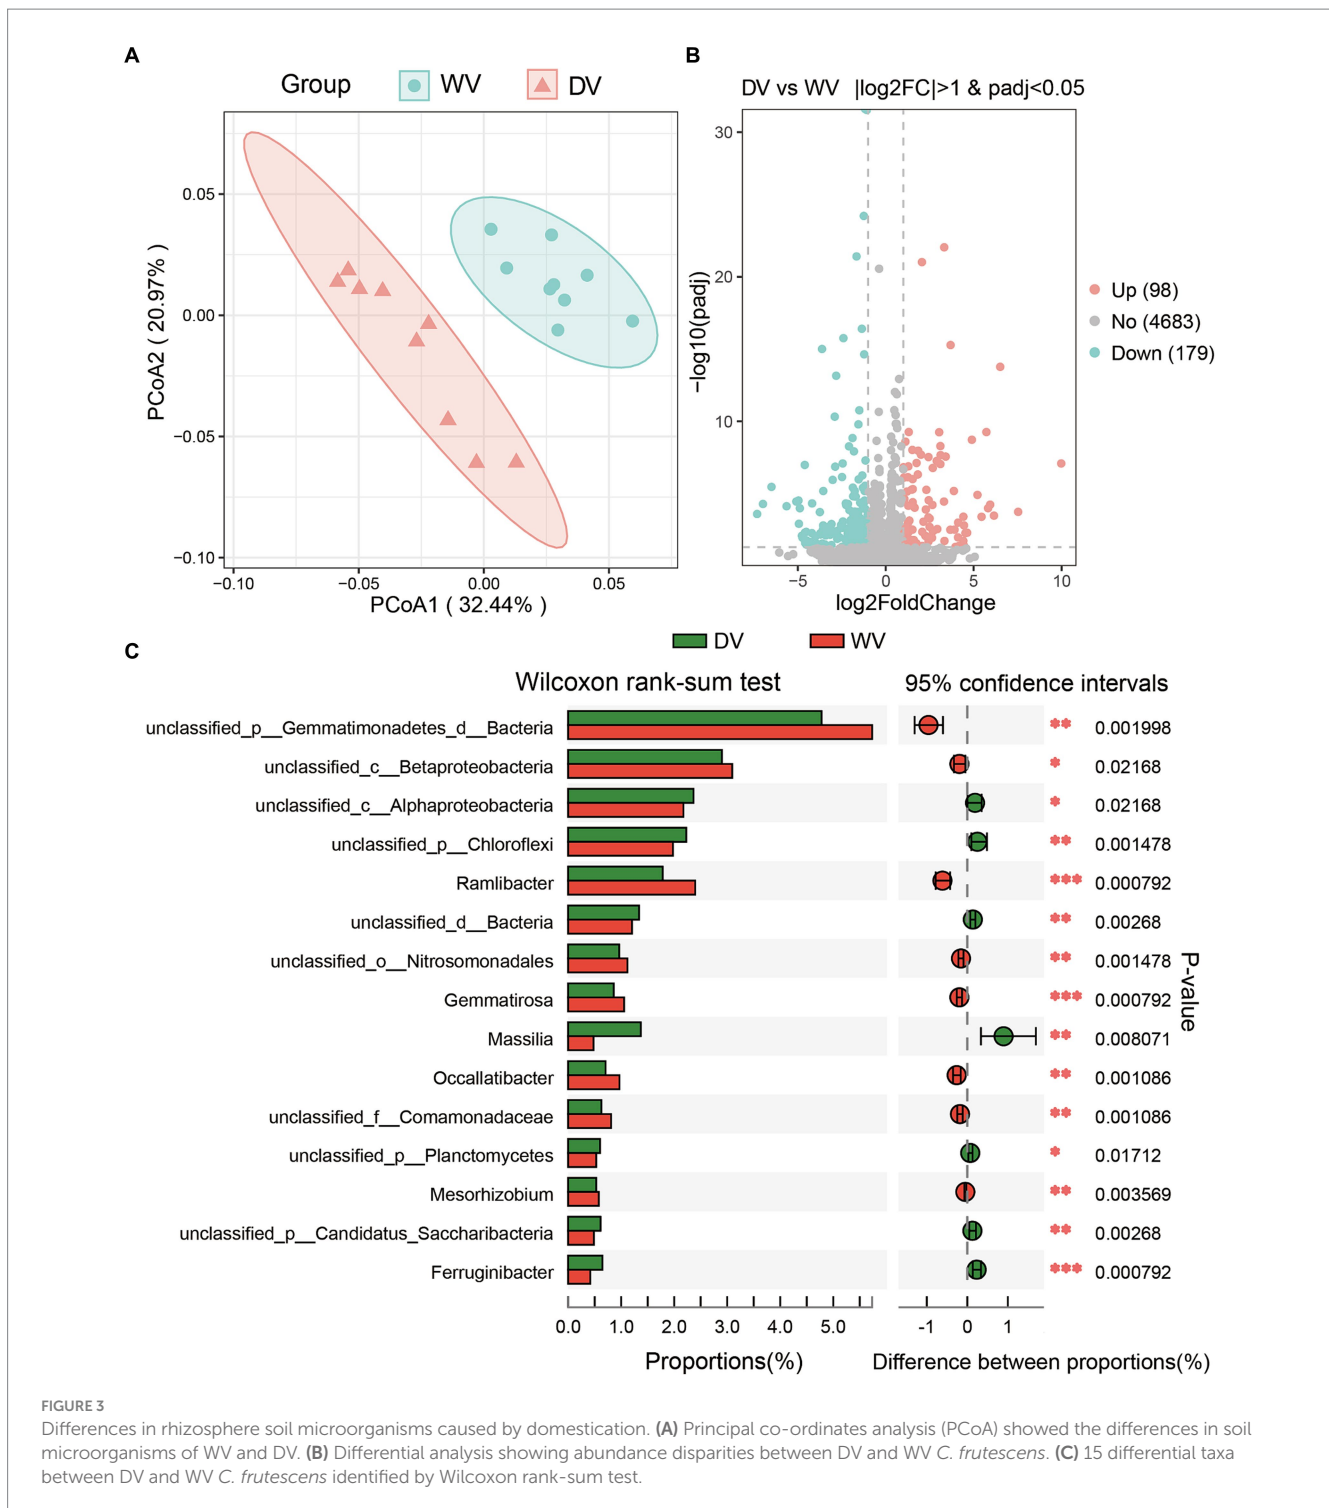 A
Group WV DV
0.05
0.00
−0.05
−0.10
−0.10 −0.05 0.00 0.05
PCoA1 ( 32.44% )
PCoA2 ( 20.97% )
B
DV vs WV |log2FC|>1 & padj<0.05
30
20
10
−5 0 5 10
log2FoldChange
−log10(padj)
Up (98)
No (4683)
Down (179)
C
DV WV
Wilcoxon rank-sum test 95% confidence intervals
unclassified_p__Gemmatimonadetes_d__Bacteria ** 0.001998
unclassified_c__Betaproteobacteria * 0.02168
unclassified_c__Alphaproteobacteria * 0.02168
unclassified_p__Chloroflexi ** 0.001478
Ramlibacter *** 0.000792
unclassified_d__Bacteria ** 0.00268
unclassified_o__Nitrosomonadales ** 0.001478
Gemmatirosa *** 0.000792
Massilia ** 0.008071
Occallatibacter ** 0.001086
unclassified_f__Comamonadaceae ** 0.001086
unclassified_p__Planctomycetes * 0.01712
Mesorhizobium ** 0.003569
unclassified_p__Candidatus_Saccharibacteria ** 0.00268
Ferruginibacter *** 0.000792
P-value
0.0 1.0 2.0 3.0 4.0 5.0 -1 0 1
Proportions(%) Difference between proportions(%)
FIGURE 3
Differences in rhizosphere soil microorganisms caused by domestication. (A) Principal co-ordinates analysis (PCoA) showed the differences in soil
microorganisms of WV and DV. (B) Differential analysis showing abundance disparities between DV and WV C. frutescens. (C) 15 differential taxa
between DV and WV C. frutescens identified by Wilcoxon rank-sum test.